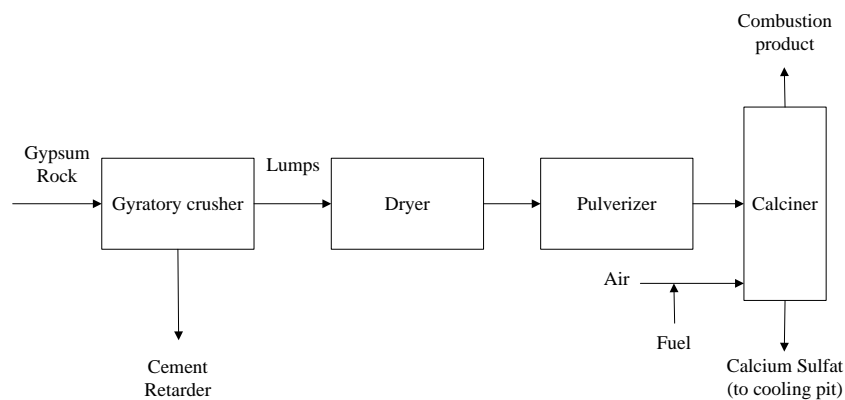 Combustion
product
Gypsum
Rock
Lumps
Gyratory crusher
Dryer
Pulverizer
Calciner
Air
Fuel
Cement
Retarder
Calcium Sulfat
(to cooling pit)